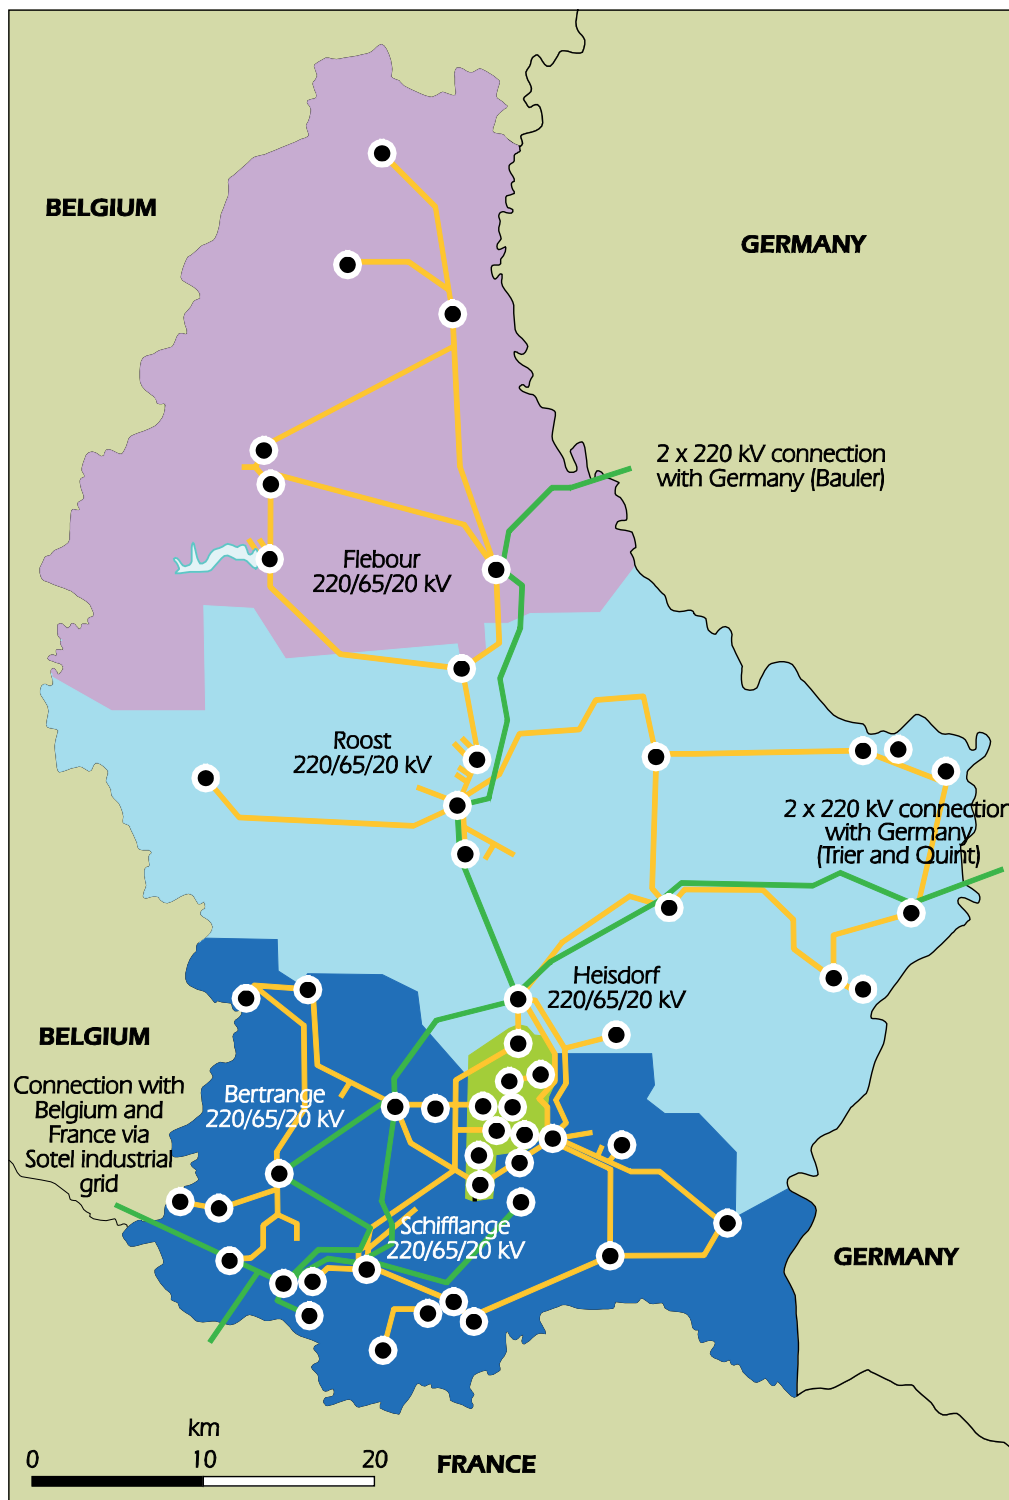 BELGIUM
GERMANY
2 x 220 kV connection
with Germany (Bauler)
Flebour
220/65/20 kV
Roost
220/65/20 kV
2 x 220 kV connection
with Germany
(Trier and Quint)
Heisdorf
220/65/20 kV
BELGIUM
Connection with
Belgium and
France via
Sotel industrial
grid
Bertrange
220/65/20 kV
Schifflange
220/65/20 kV
GERMANY
km
0 10 20
FRANCE